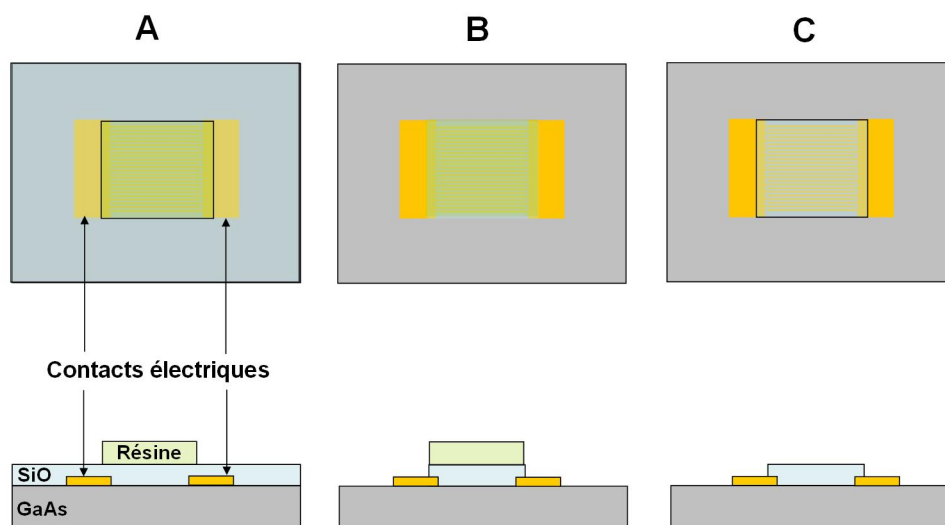 A B C
Contacts électriques
Résine
SiO
GaAs